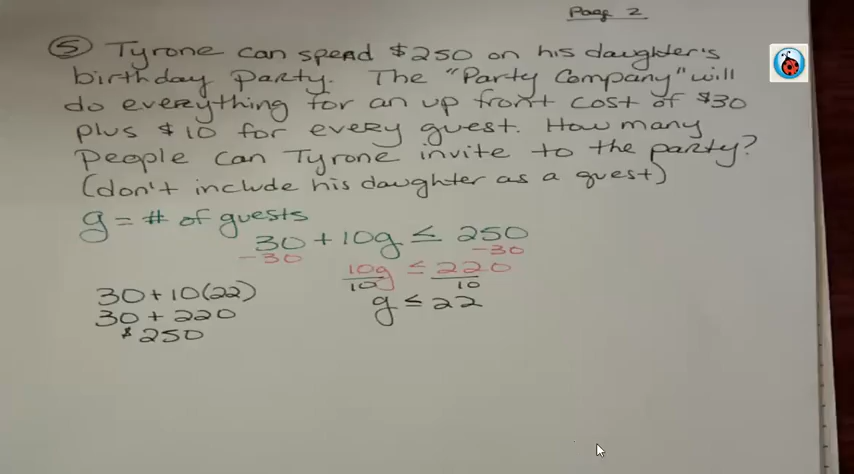 Page 2
5 Tyrone can spend $250 on his daughter's
birthday party. The "Party Company" will
do everything for an up front cost of $30
plus $10 for every guest. How many
People can Tyrone invite to the party?
(don't include his daughter as a guest)
g = # of guests
30 + 10g ≤ 250
-30 -30
10g ≤ 220
10 10
g ≤ 22
30 + 10(22)
30 + 220
$250